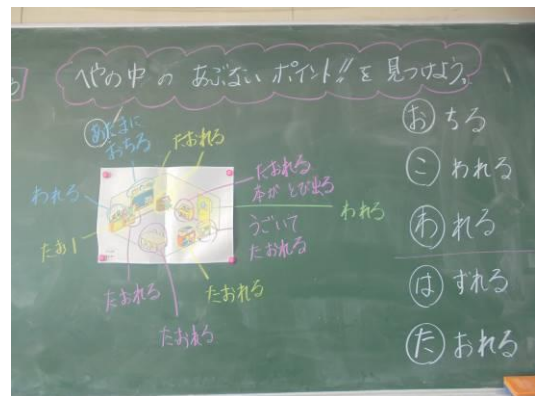 へやの中の あぶない ポイント!!を見つけよう。
あたまに
おちる
たおれる
われる
たお
たおれる
本がとび出る
うごいて
たおれる
われる
たおれる
たおれる
たおれる
おちる
こわれる
われる
はずれる
たおれる